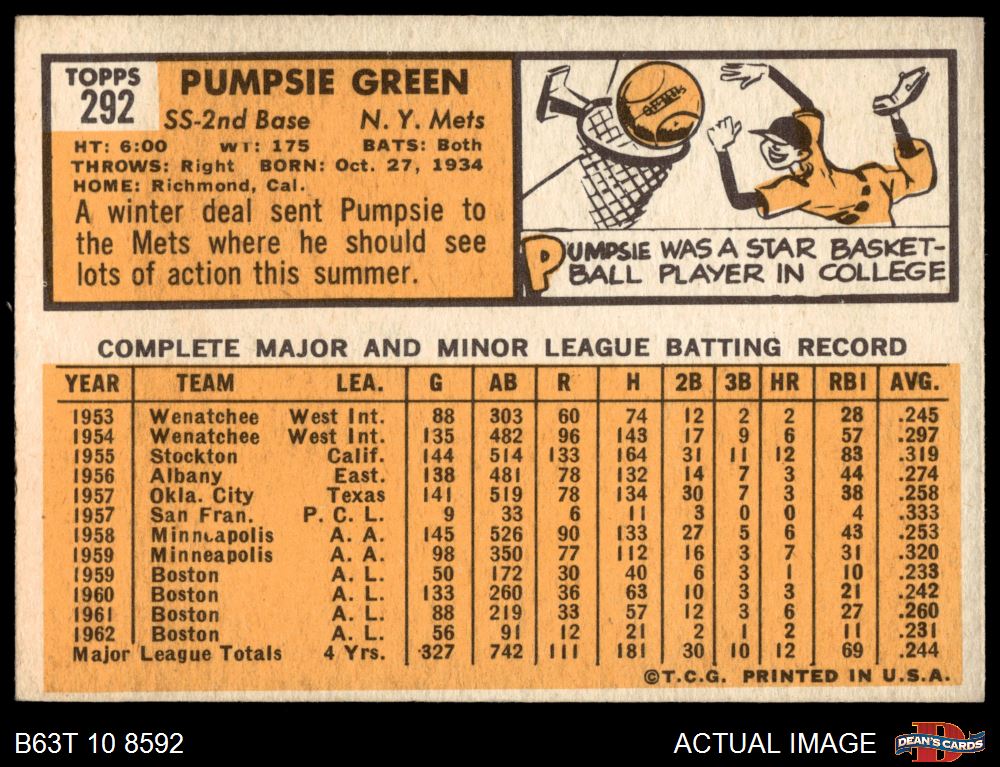 TOPPS
292
PUMPSIE GREEN
SS-2nd Base N. Y. Mets
HT: 6:00 WT: 175 BATS: Both
THROWS: Right BORN: Oct. 27, 1934
HOME: Richmond, Cal.
A winter deal sent Pumpsie to
the Mets where he should see
lots of action this summer.
PUMPSIE WAS A STAR BASKET-
BALL PLAYER IN COLLEGE
COMPLETE MAJOR AND MINOR LEAGUE BATTING RECORD
YEAR TEAM LEA. G AB R H 2B 3B HR RBI AVG.
1953 Wenatchee West Int. 88 303 60 74 12 2 2 28 .245
1954 Wenatchee West Int. 135 482 96 143 17 9 6 57 .297
1955 Stockton Calif. 144 514 133 164 31 11 12 83 .319
1956 Albany East. 138 481 78 132 14 7 3 44 .274
1957 Okla. City Texas 141 519 78 134 30 7 3 38 .258
1957 San Fran. P. C. L. 9 33 6 11 3 0 0 4 .333
1958 Minneapolis A. A. 145 526 90 133 27 5 6 43 .253
1959 Minneapolis A. A. 98 350 77 112 16 3 7 31 .320
1959 Boston A. L. 50 172 30 40 6 3 1 10 .233
1960 Boston A. L. 133 260 36 63 10 3 3 21 .242
1961 Boston A. L. 88 219 33 57 12 3 6 27 .260
1962 Boston A. L. 56 91 12 21 2 1 2 11 .231
Major League Totals 4 Yrs. 327 742 111 181 30 10 12 69 .244
©T.C.G. PRINTED IN U.S.A.
B63T 10 8592
ACTUAL IMAGE
DEAN'S CARDS